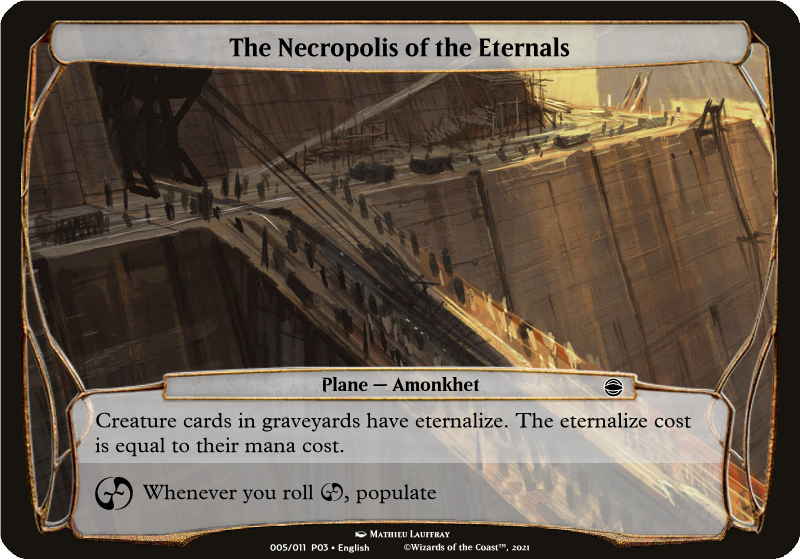 The Necropolis of the Eternals
Plane — Amonkhet
Creature cards in graveyards have eternalize. The eternalize cost
is equal to their mana cost.
Whenever you roll , populate
Mathieu Lauffray
005/011 P03 • English ©Wizards of the Coast™, 2021